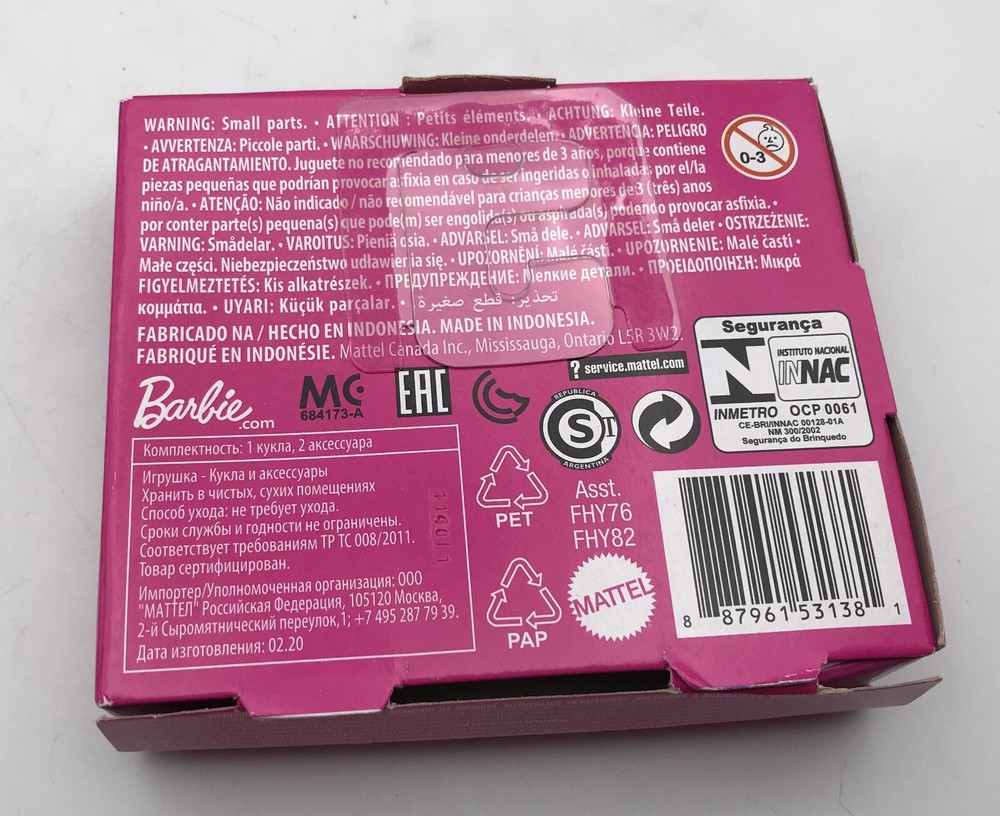 WARNING: Small parts. • ATTENTION : Petits éléments. • ACHTUNG: Kleine Teile.
• AVVERTENZA: Piccole parti. • WAARSCHUWING: Kleine onderdelen. • ADVERTENCIA: PELIGRO
DE ATRAGANTAMIENTO. Juguete no recomendado para menores de 3 años, porque contiene
piezas pequeñas que podrían provocar asfixia en caso de ser ingeridas o inhaladas por el/la
niño/a. • ATENÇÃO: Não indicado / não recomendável para crianças menores de 3 (três) anos
por conter parte(s) pequena(s) que pode(m) ser engolida(s) ou aspirada(s) podendo provocar asfixia. •
VARNING: Smådelar. • VAROITUS: Pieniä osia. • ADVARSEL: Små dele. • ADVARSEL: Små deler • OSTRZEŻENIE:
Małe części. Niebezpieczeństwo udławienia się. • UPOZORNĚNÍ: Malé části. • UPOZORNENIE: Malé časti •
FIGYELMEZTETÉS: Kis alkatrészek. • ПРЕДУПРЕЖДЕНИЕ: Мелкие детали. • ΠΡΟΕΙΔΟΠΟΙΗΣΗ: Μικρά
κομμάτια. • UYARI: Küçük parçalar. • تحذير: قطع صغيرة
0-3
FABRICADO NA / HECHO EN INDONESIA. MADE IN INDONESIA.
FABRIQUÉ EN INDONÉSIE. Mattel Canada Inc., Mississauga, Ontario L5R 3W2.
? service.mattel.com
Barbie.com
MC
684173-A
EAC
REPUBLICA
S T
ARGENTINA
Segurança
INSTITUTO NACIONAL
INNAC
INMETRO OCP 0061
CE-BRI/INNAC 00128-01A
NM 300/2002
Segurança do Brinquedo
Комплектность: 1 кукла, 2 аксессуара
Игрушка - Кукла и аксессуары
Хранить в чистых, сухих помещениях
Способ ухода: не требует ухода.
Сроки службы и годности не ограничены.
Соответствует требованиям ТР ТС 008/2011.
Товар сертифицирован.
Импортер/Уполномоченная организация: ООО
"МАТТЕЛ" Российская Федерация, 105120 Москва,
2-й Сыромятнический переулок,1; +7 495 287 79 39.
Дата изготовления: 02.20
PET
PAP
Asst.
FHY76
FHY82
MATTEL
8 87961 53138 1